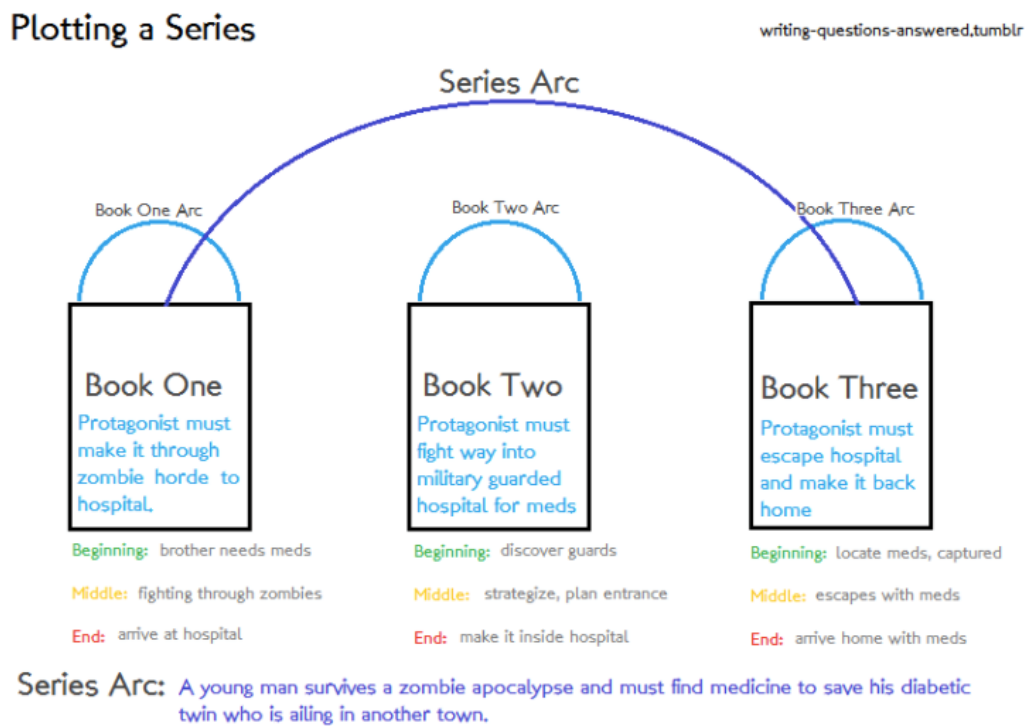 Plotting a Series
writing-questions-answered.tumblr
Series Arc
Book One Arc
Book Two Arc
Book Three Arc
Book One
Protagonist must
make it through
zombie horde to
hospital.
Beginning: brother needs meds
Middle: fighting through zombies
End: arrive at hospital
Book Two
Protagonist must
fight way into
military guarded
hospital for meds
Beginning: discover guards
Middle: strategize, plan entrance
End: make it inside hospital
Book Three
Protagonist must
escape hospital
and make it back
home
Beginning: locate meds, captured
Middle: escapes with meds
End: arrive home with meds
Series Arc: A young man survives a zombie apocalypse and must find medicine to save his diabetic
twin who is ailing in another town.